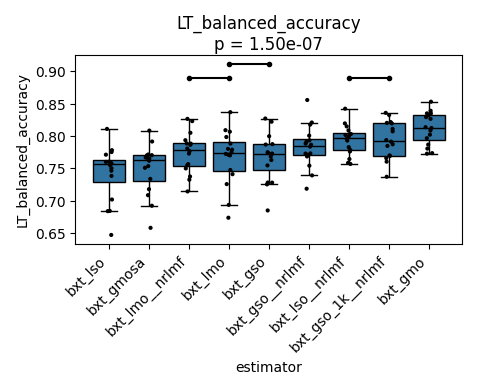 LT_balanced_accuracy
p = 1.50e-07
LT_balanced_accuracy
0.90
0.85
0.80
0.75
0.70
0.65
bxt_lso
bxt_gmosa
bxt_lmo__nrlmf
bxt_lmo
bxt_gso
bxt_gso__nrlmf
bxt_lso__nrlmf
bxt_gso_1k__nrlmf
bxt_gmo
estimator